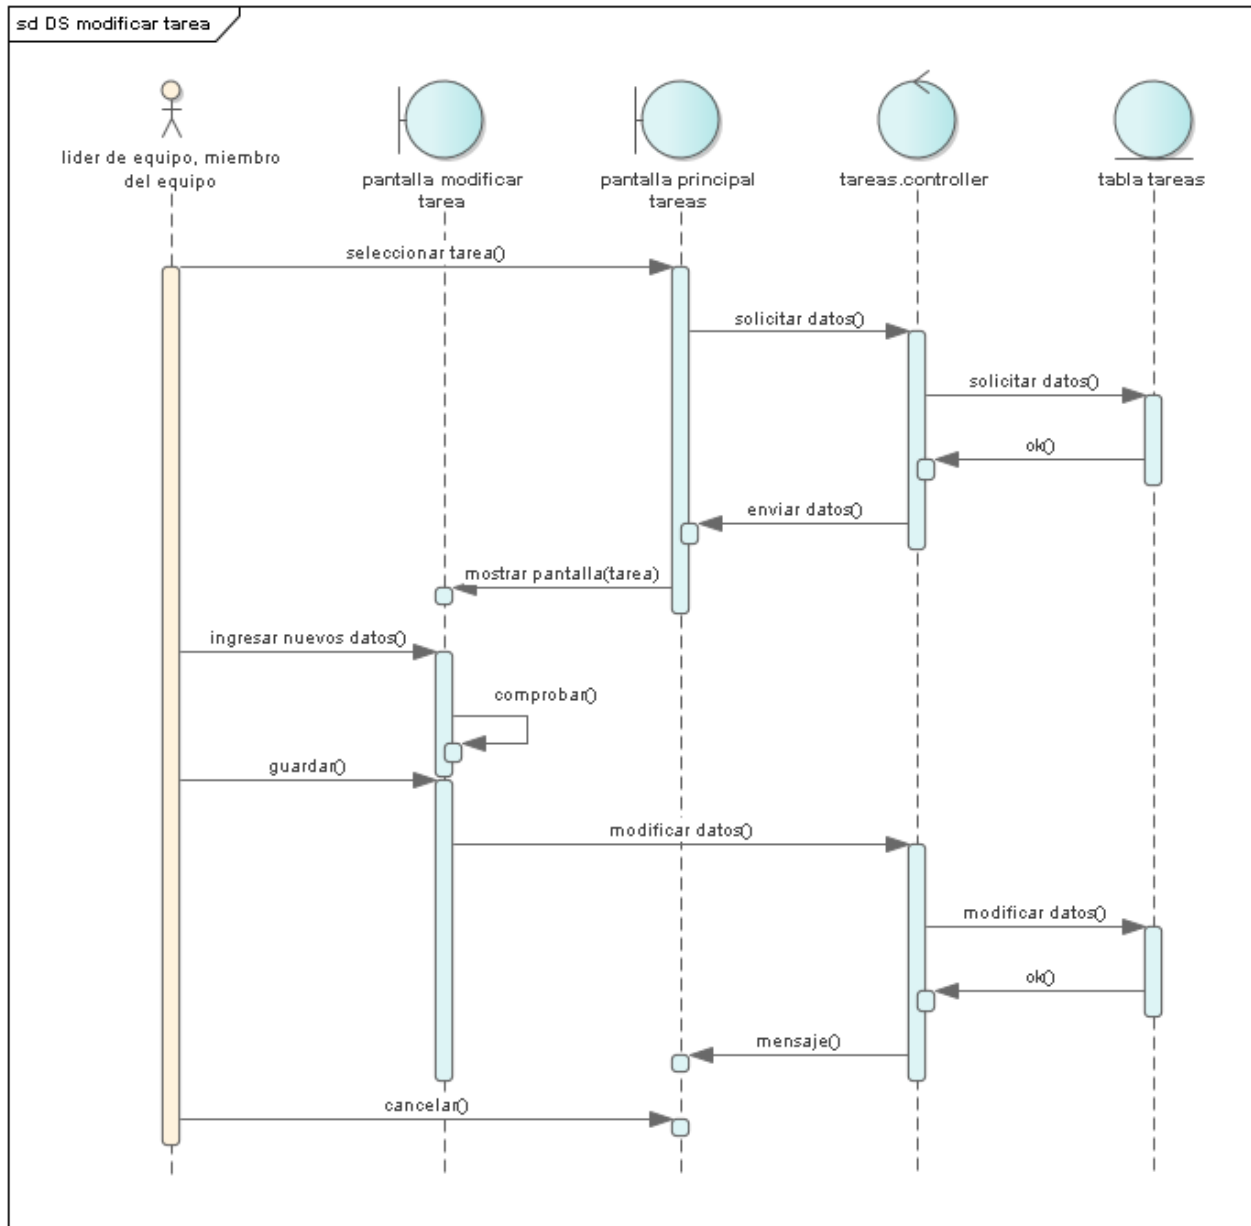 sd DS modificar tarea
lider de equipo, miembro
del equipo
pantalla modificar
tarea
pantalla principal
tareas
tareas.controller
tabla tareas
seleccionar tarea()
solicitar datos()
solicitar datos()
ok()
enviar datos()
mostrar pantalla(tarea)
ingresar nuevos datos()
comprobar()
guardar()
modificar datos()
modificar datos()
ok()
mensaje()
cancelar()